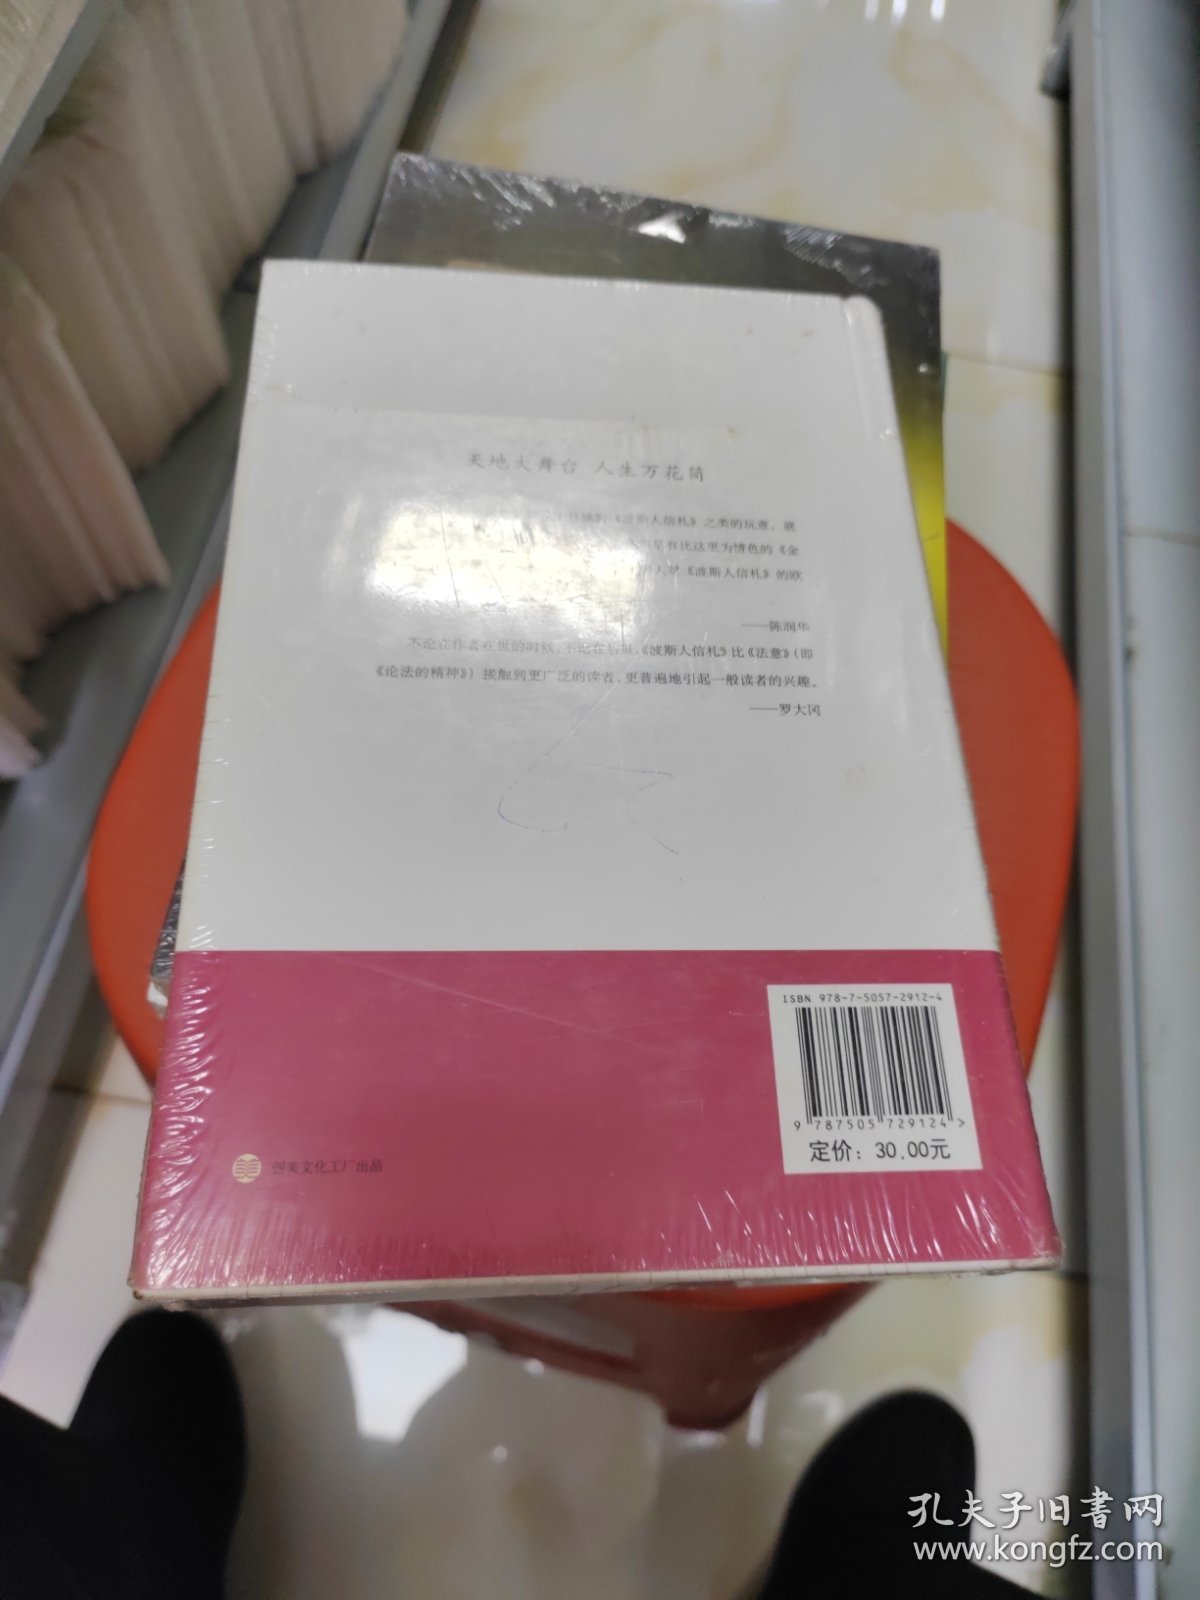 天地大舞台 人生万花筒
《波斯人信札》之类的玩意，就
早有比这更为情色的《金
《波斯人信札》的欧
——陈润华
不论在作者在世的时候，不论在后世，《波斯人信札》比《法意》（即
《论法的精神》）接触到更广泛的读者，更普遍地引起一般读者的兴趣。
——罗大冈
ISBN 978-7-5057-2912-4
9 787505 729124 >
定价：30.00元
创美文化工厂出品
孔夫子旧书网
www.kongfz.com